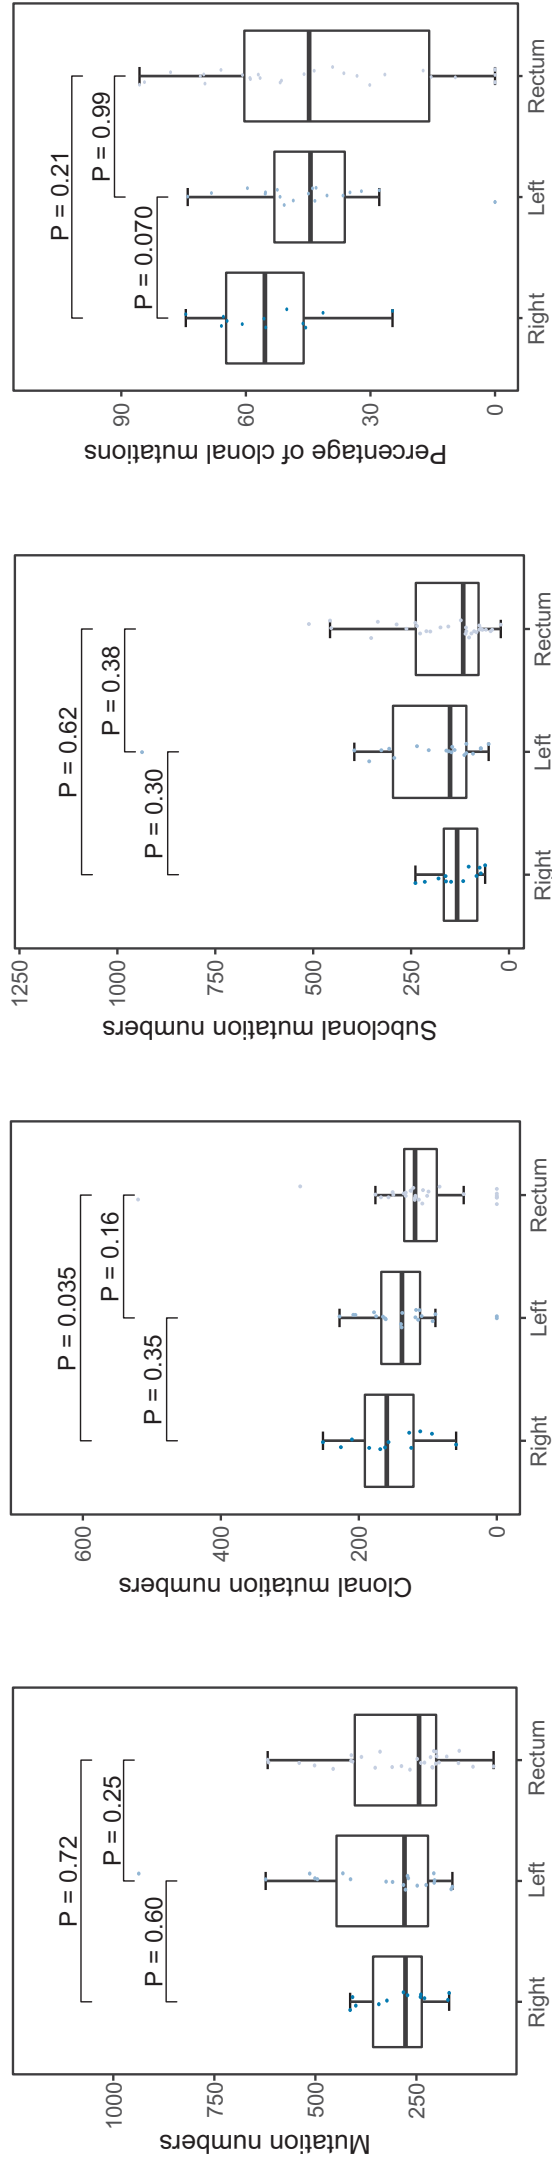 Mutation numbers
1000
750
500
250
P = 0.72
P = 0.25
P = 0.60
Right
Left
Rectum
Clonal mutation numbers
600
400
200
0
P = 0.035
P = 0.16
P = 0.35
Right
Left
Rectum
Subclonal mutation numbers
1250
1000
750
500
250
0
P = 0.62
P = 0.38
P = 0.30
Right
Left
Rectum
Percentage of clonal mutations
90
60
30
0
P = 0.21
P = 0.99
P = 0.070
Right
Left
Rectum